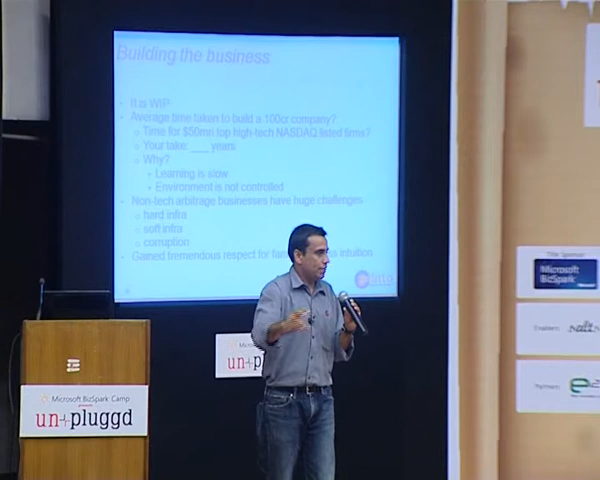 Building the business
- It is WIP
- Average time taken to build a 100cr company?
o Time for $50mn top high-tech NASDAQ listed firms?
o Your take: ___ years
o Why?
Learning is slow
Environment is not controlled
- Non-tech arbitrage businesses have huge challenges
o hard infra
o soft infra
o corruption
- Gained tremendous respect for intuition
Microsoft BizSpark Camp
un pluggd
un pl
Title Sponsor
Microsoft
BizSpark
Partners: